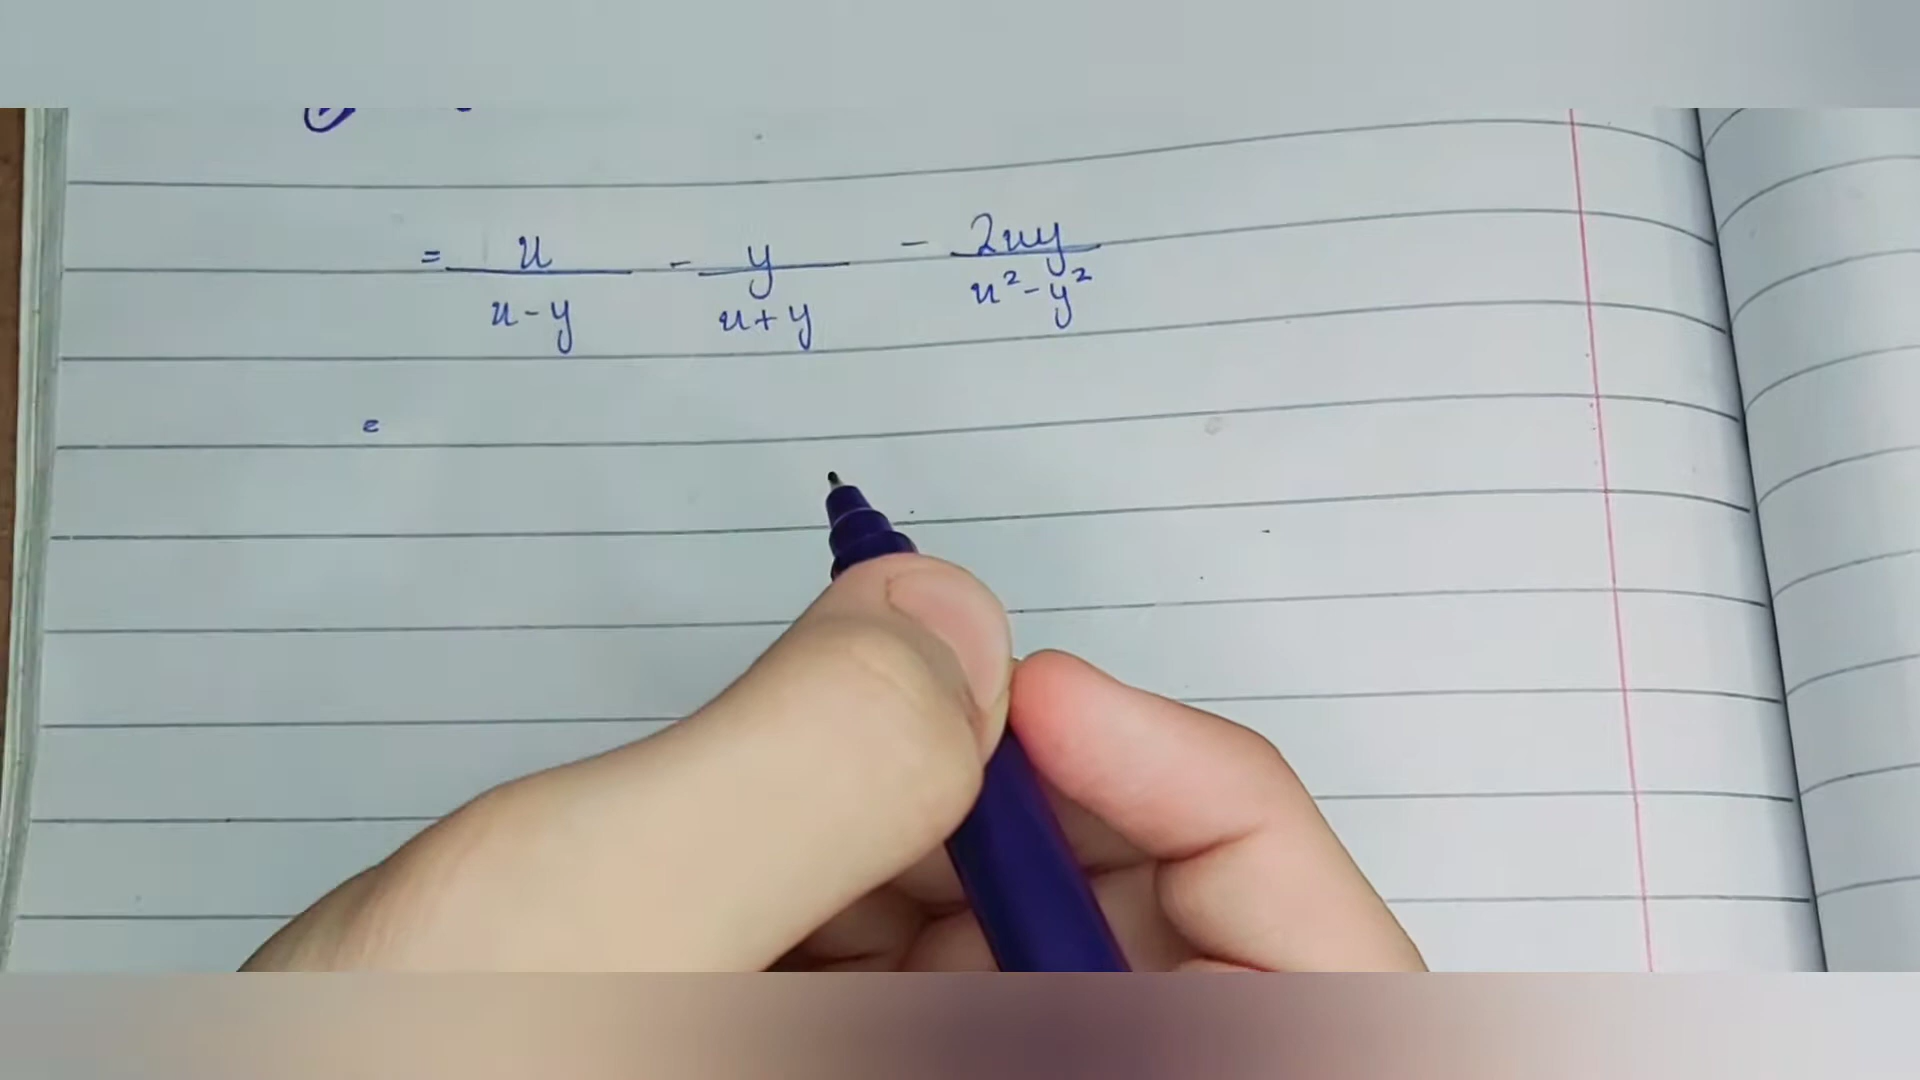 = x/(x-y) - y/(x+y) - 2xy/(x²-y²)
=